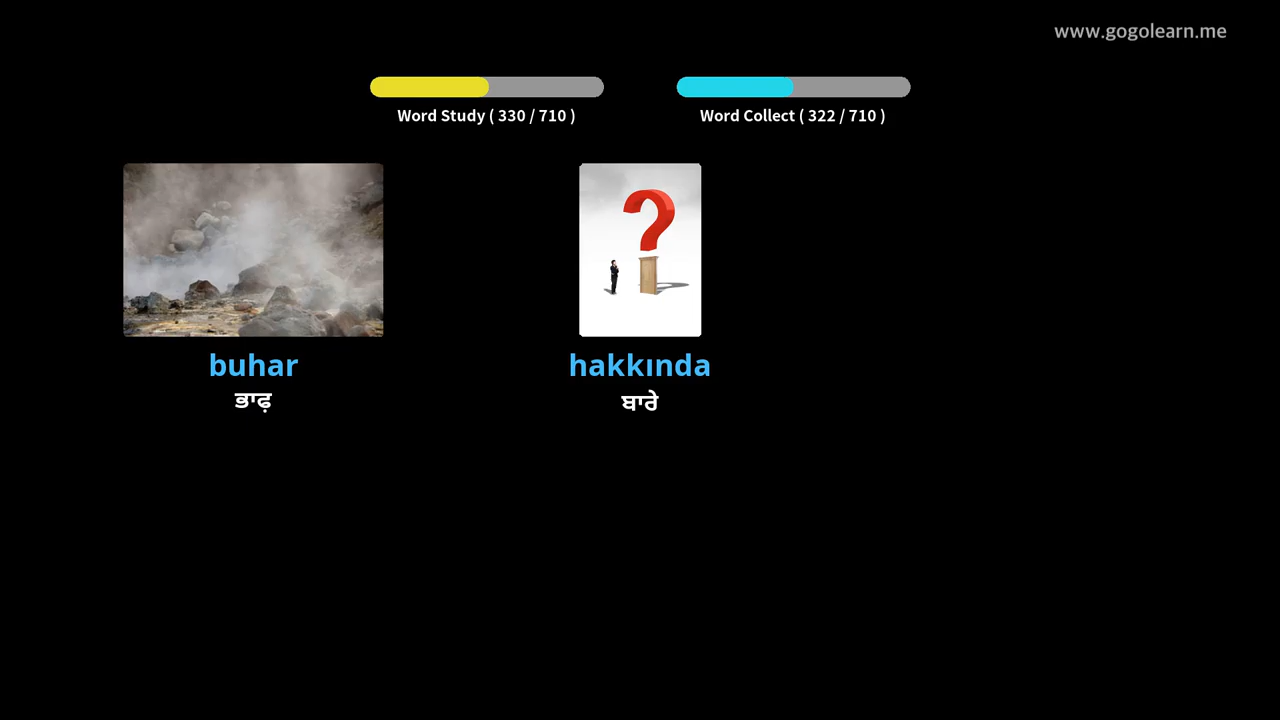 www.gogolearn.me
Word Study ( 330 / 710 )
Word Collect ( 322 / 710 )
buhar
ਭਾਫ਼
hakkında
ਬਾਰੇ